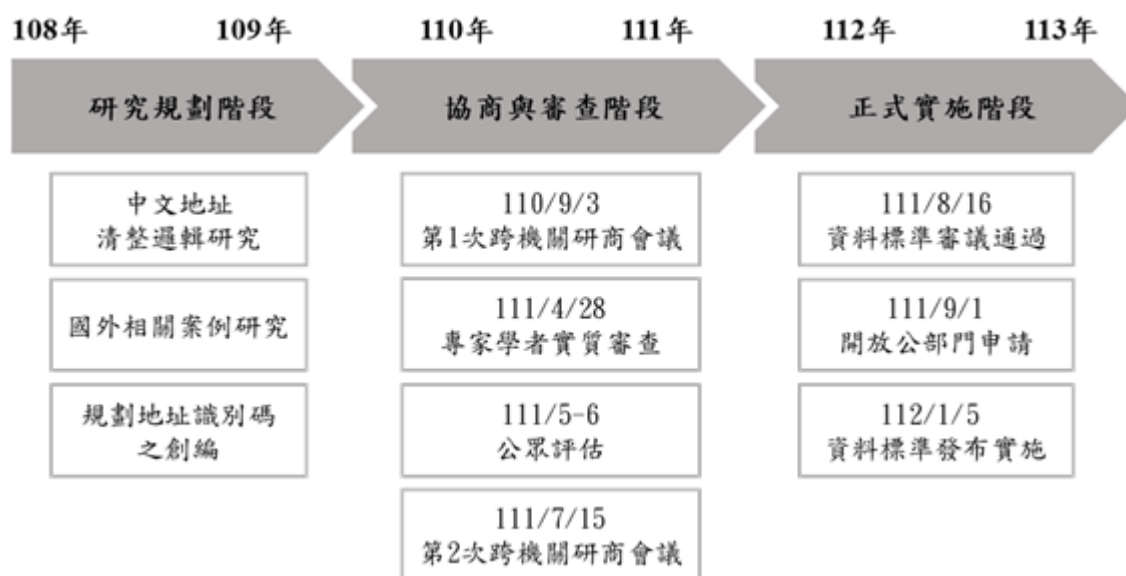 108年 109年 110年 111年 112年 113年
研究規劃階段
協商與審查階段
正式實施階段
中文地址
清整邏輯研究
國外相關案例研究
規劃地址識別碼
之創編
110/9/3
第1次跨機關研商會議
111/4/28
專家學者實質審查
111/5-6
公眾評估
111/7/15
第2次跨機關研商會議
111/8/16
資料標準審議通過
111/9/1
開放公部門申請
112/1/5
資料標準發布實施